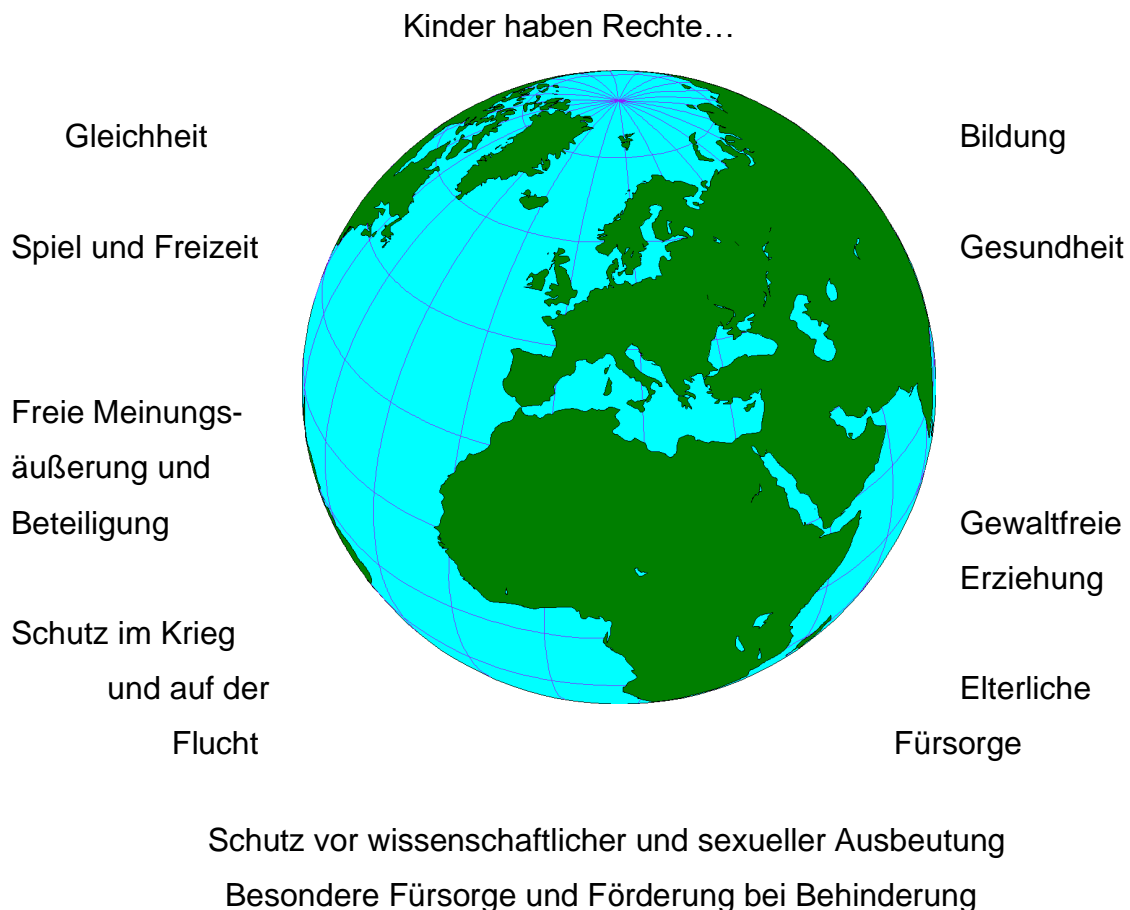 Kinder haben Rechte…
Gleichheit
Bildung
Spiel und Freizeit
Gesundheit
Freie Meinungs-
äußerung und
Beteiligung
Gewaltfreie
Erziehung
Schutz im Krieg
und auf der
Flucht
Elterliche
Fürsorge
Schutz vor wissenschaftlicher und sexueller Ausbeutung
Besondere Fürsorge und Förderung bei Behinderung